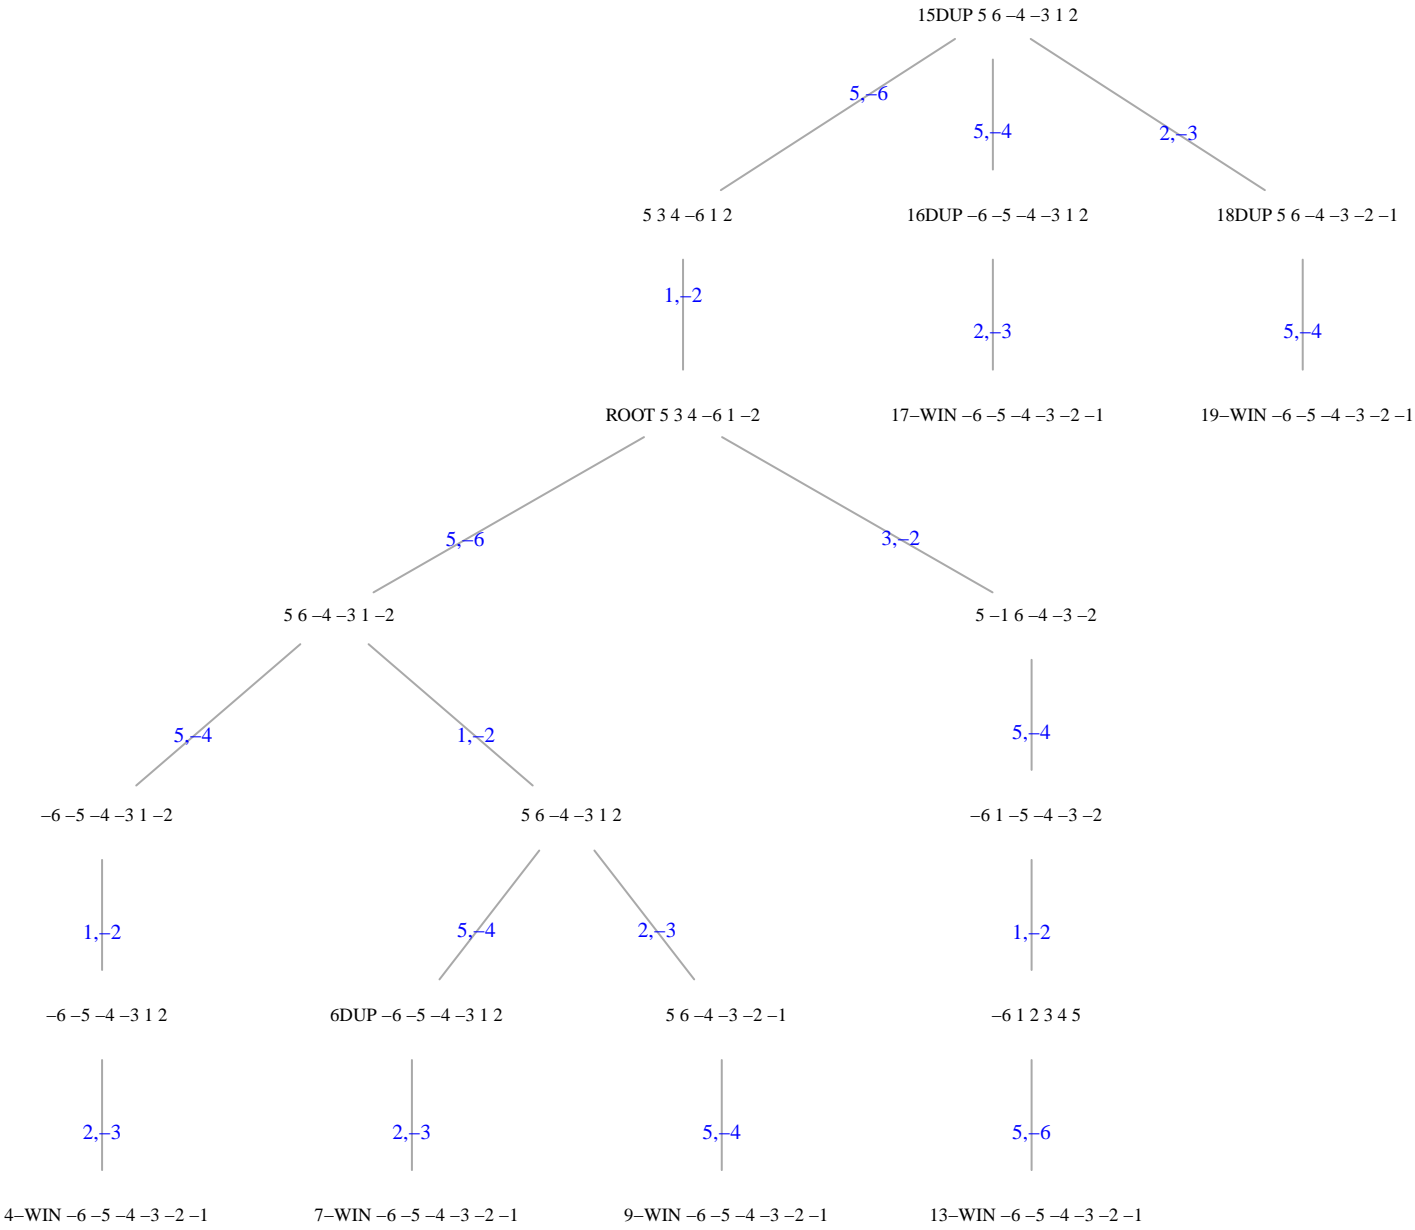 15DUP 5 6 –4 –3 1 2
5,–6
5,–4
2,–3
5 3 4 –6 1 2
16DUP –6 –5 –4 –3 1 2
18DUP 5 6 –4 –3 –2 –1
1,–2
2,–3
5,–4
ROOT 5 3 4 –6 1 –2
17–WIN –6 –5 –4 –3 –2 –1
19–WIN –6 –5 –4 –3 –2 –1
5,–6
3,–2
5 6 –4 –3 1 –2
5 –1 6 –4 –3 –2
5,–4
1,–2
5,–4
–6 –5 –4 –3 1 –2
5 6 –4 –3 1 2
–6 1 –5 –4 –3 –2
1,–2
5,–4
2,–3
1,–2
–6 –5 –4 –3 1 2
6DUP –6 –5 –4 –3 1 2
5 6 –4 –3 –2 –1
–6 1 2 3 4 5
2,–3
2,–3
5,–4
5,–6
4–WIN –6 –5 –4 –3 –2 –1
7–WIN –6 –5 –4 –3 –2 –1
9–WIN –6 –5 –4 –3 –2 –1
13–WIN –6 –5 –4 –3 –2 –1